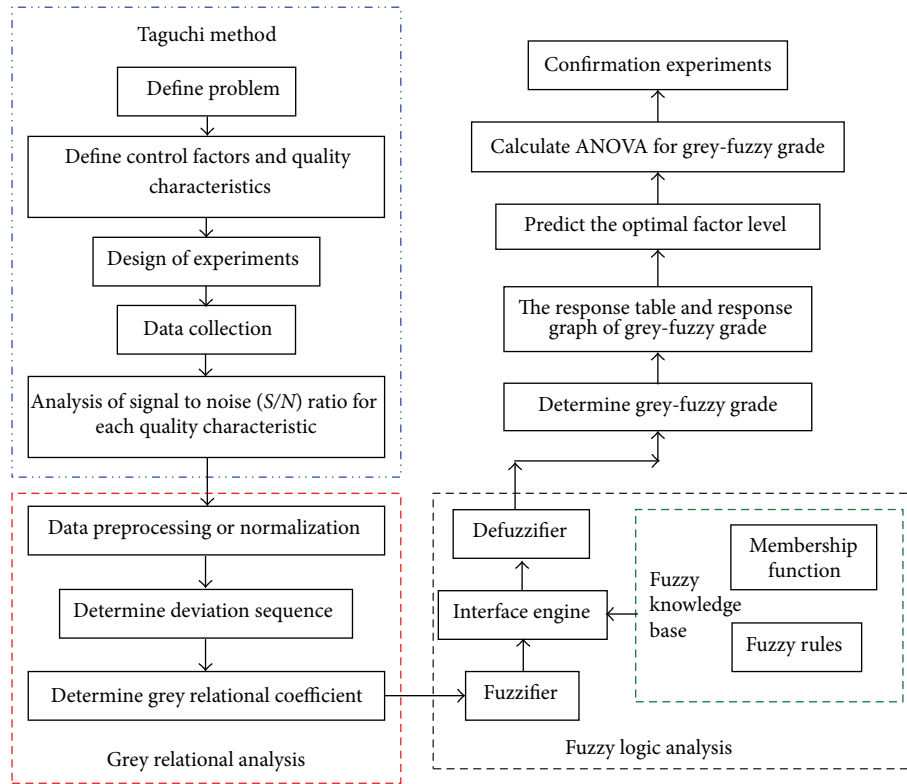 Taguchi method
Define problem
Define control factors and quality
characteristics
Design of experiments
Data collection
Analysis of signal to noise (S/N) ratio for
each quality characteristic
Data preprocessing or normalization
Determine deviation sequence
Determine grey relational coefficient
Grey relational analysis
Fuzzifier
Interface engine
Defuzzifier
Fuzzy
knowledge
base
Membership
function
Fuzzy rules
Fuzzy logic analysis
Determine grey-fuzzy grade
The response table and response
graph of grey-fuzzy grade
Predict the optimal factor level
Calculate ANOVA for grey-fuzzy grade
Confirmation experiments